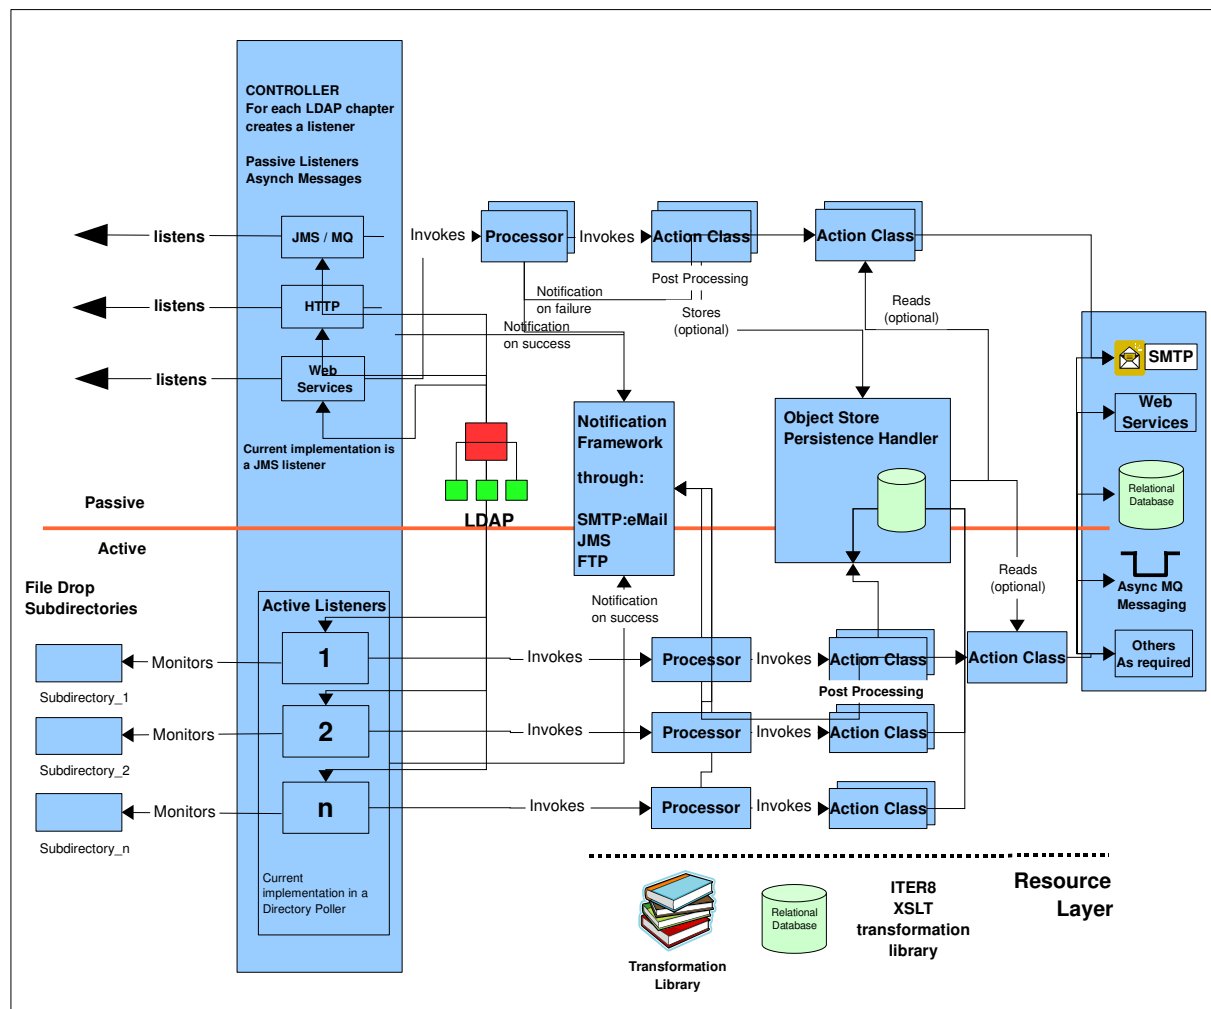 CONTROLLER
For each LDAP chapter
creates a listener
Passive Listeners
Asynch Messages
listens
JMS / MQ
Invokes
Processor
Invokes
Action Class
Action Class
Post Processing
listens
HTTP
Notification
on failure
Stores
(optional)
Reads
(optional)
Notification
on success
listens
Web
Services
SMTP
Web
Services
Relational
Database
Async MQ
Messaging
Others
As required
Current implementation is
a JMS listener
LDAP
Notification
Framework
through:
SMTP:eMail
JMS
FTP
Object Store
Persistence Handler
Passive
Active
File Drop
Subdirectories
Active Listeners
Notification
on success
Reads
(optional)
Monitors
1
Invokes
Processor
Invokes
Action Class
Action Class
Subdirectory_1
Post Processing
Monitors
2
Invokes
Processor
Invokes
Action Class
Subdirectory_2
Monitors
n
Invokes
Processor
Invokes
Action Class
Subdirectory_n
Current
implementation in a
Directory Poller
Transformation
Library
Relational
Database
ITER8
XSLT
transformation
library
Resource
Layer